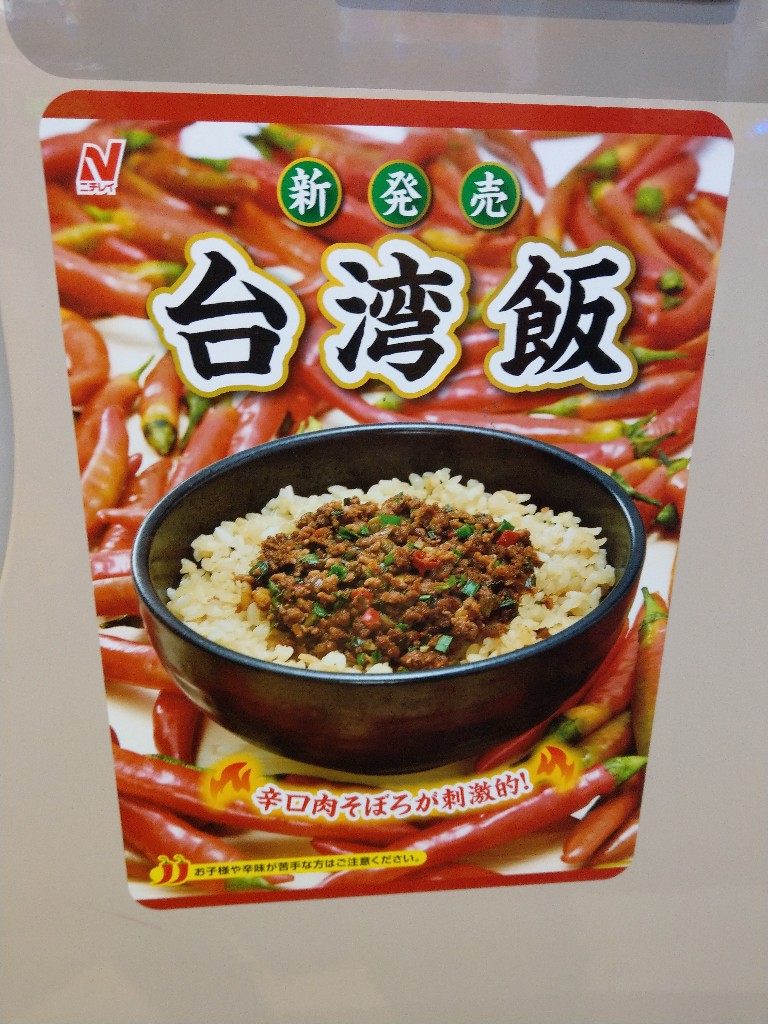 N
ニチレイ
新発売
台湾飯
辛口肉そぼろが刺激的!
お子様や辛味が苦手な方はご注意ください。